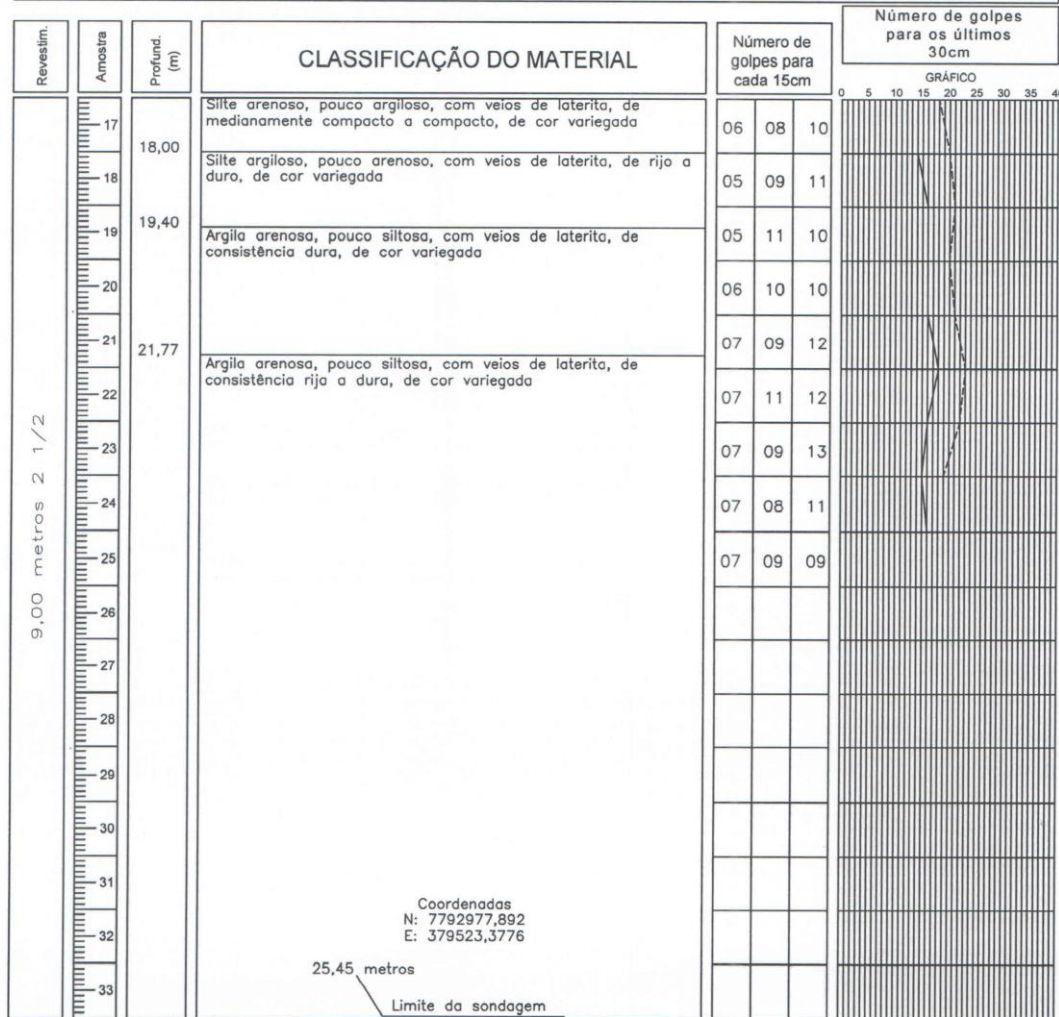 Revestim.
Amostra
Profund.
(m)
CLASSIFICAÇÃO DO MATERIAL
Número de
golpes para
cada 15cm
Número de golpes
para os últimos
30cm
GRÁFICO
0 5 10 15 20 25 30 35 40
9,00 metros 2 1/2
Silte arenoso, pouco argiloso, com veios de laterita, de
medianamente compacto a compacto, de cor variegada
17
06 08 10
18,00
Silte argiloso, pouco arenoso, com veios de laterita, de rijo a
duro, de cor variegada
18
05 09 11
19,40
Argila arenosa, pouco siltosa, com veios de laterita, de
consistência dura, de cor variegada
19
05 11 10
20
06 10 10
21
07 09 12
21,77
Argila arenosa, pouco siltosa, com veios de laterita, de
consistência rija a dura, de cor variegada
22
07 11 12
23
07 09 13
24
07 08 11
25
07 09 09
26
27
28
29
30
31
32
33
Coordenadas
N: 7792977,892
E: 379523,3776
25,45 metros
Limite da sondagem